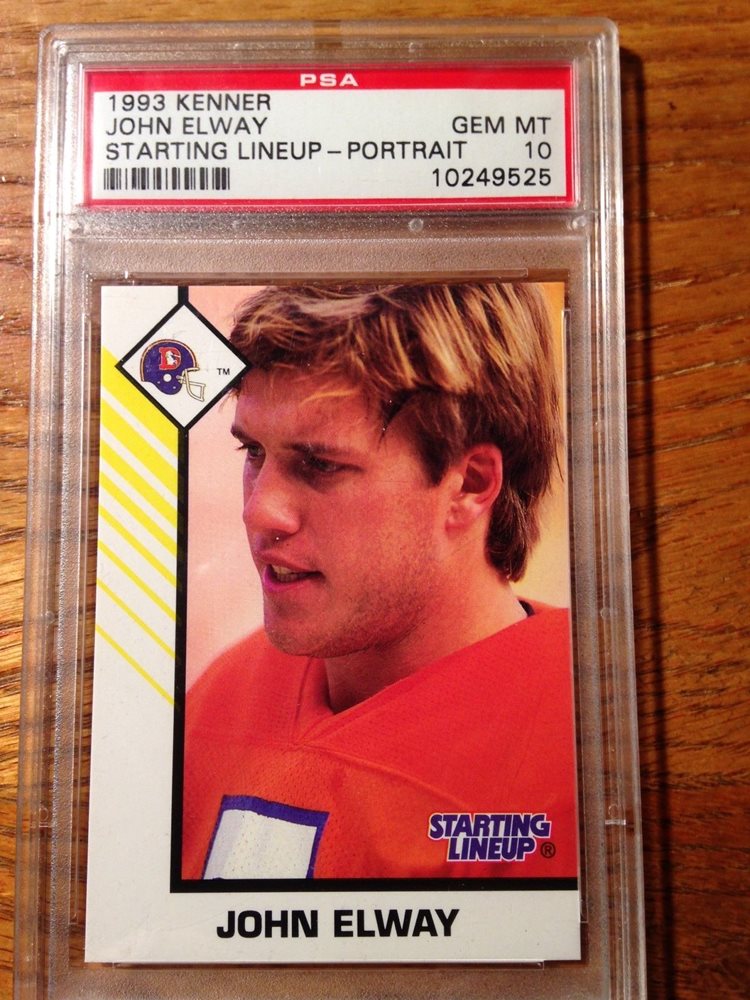 PSA
1993 KENNER
JOHN ELWAY GEM MT
STARTING LINEUP – PORTRAIT 10
10249525
D
TM
STARTING
LINEUP ®
JOHN ELWAY